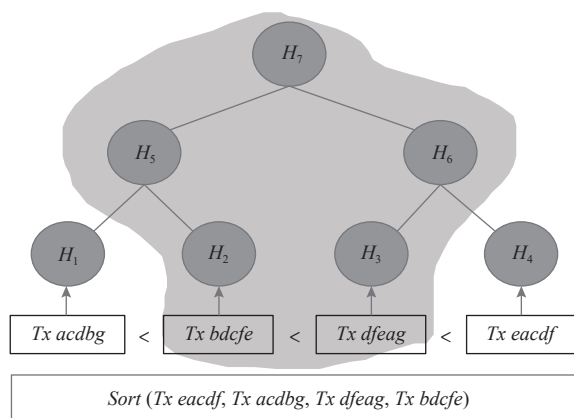 H7
H5 H6
H1 H2 H3 H4
Tx acdbg < Tx bdcfe < Tx dfeag < Tx eacdf
Sort (Tx eacdf, Tx acdbg, Tx dfeag, Tx bdcfe)